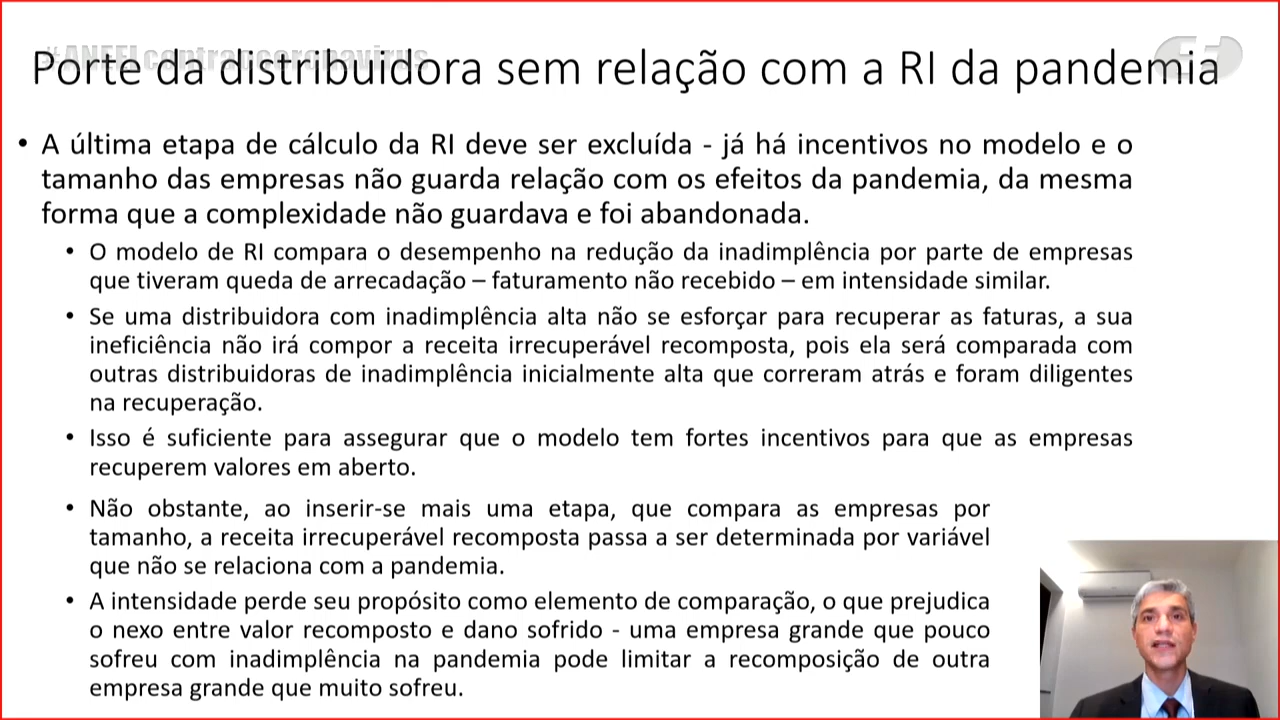 #ANEELcontraocoronavirus
Porte da distribuidora sem relação com a RI da pandemia
• A última etapa de cálculo da RI deve ser excluída - já há incentivos no modelo e o
tamanho das empresas não guarda relação com os efeitos da pandemia, da mesma
forma que a complexidade não guardava e foi abandonada.
• O modelo de RI compara o desempenho na redução da inadimplência por parte de empresas
que tiveram queda de arrecadação – faturamento não recebido – em intensidade similar.
• Se uma distribuidora com inadimplência alta não se esforçar para recuperar as faturas, a sua
ineficiência não irá compor a receita irrecuperável recomposta, pois ela será comparada com
outras distribuidoras de inadimplência inicialmente alta que correram atrás e foram diligentes
na recuperação.
• Isso é suficiente para assegurar que o modelo tem fortes incentivos para que as empresas
recuperem valores em aberto.
• Não obstante, ao inserir-se mais uma etapa, que compara as empresas por
tamanho, a receita irrecuperável recomposta passa a ser determinada por variável
que não se relaciona com a pandemia.
• A intensidade perde seu propósito como elemento de comparação, o que prejudica
o nexo entre valor recomposto e dano sofrido - uma empresa grande que pouco
sofreu com inadimplência na pandemia pode limitar a recomposição de outra
empresa grande que muito sofreu.